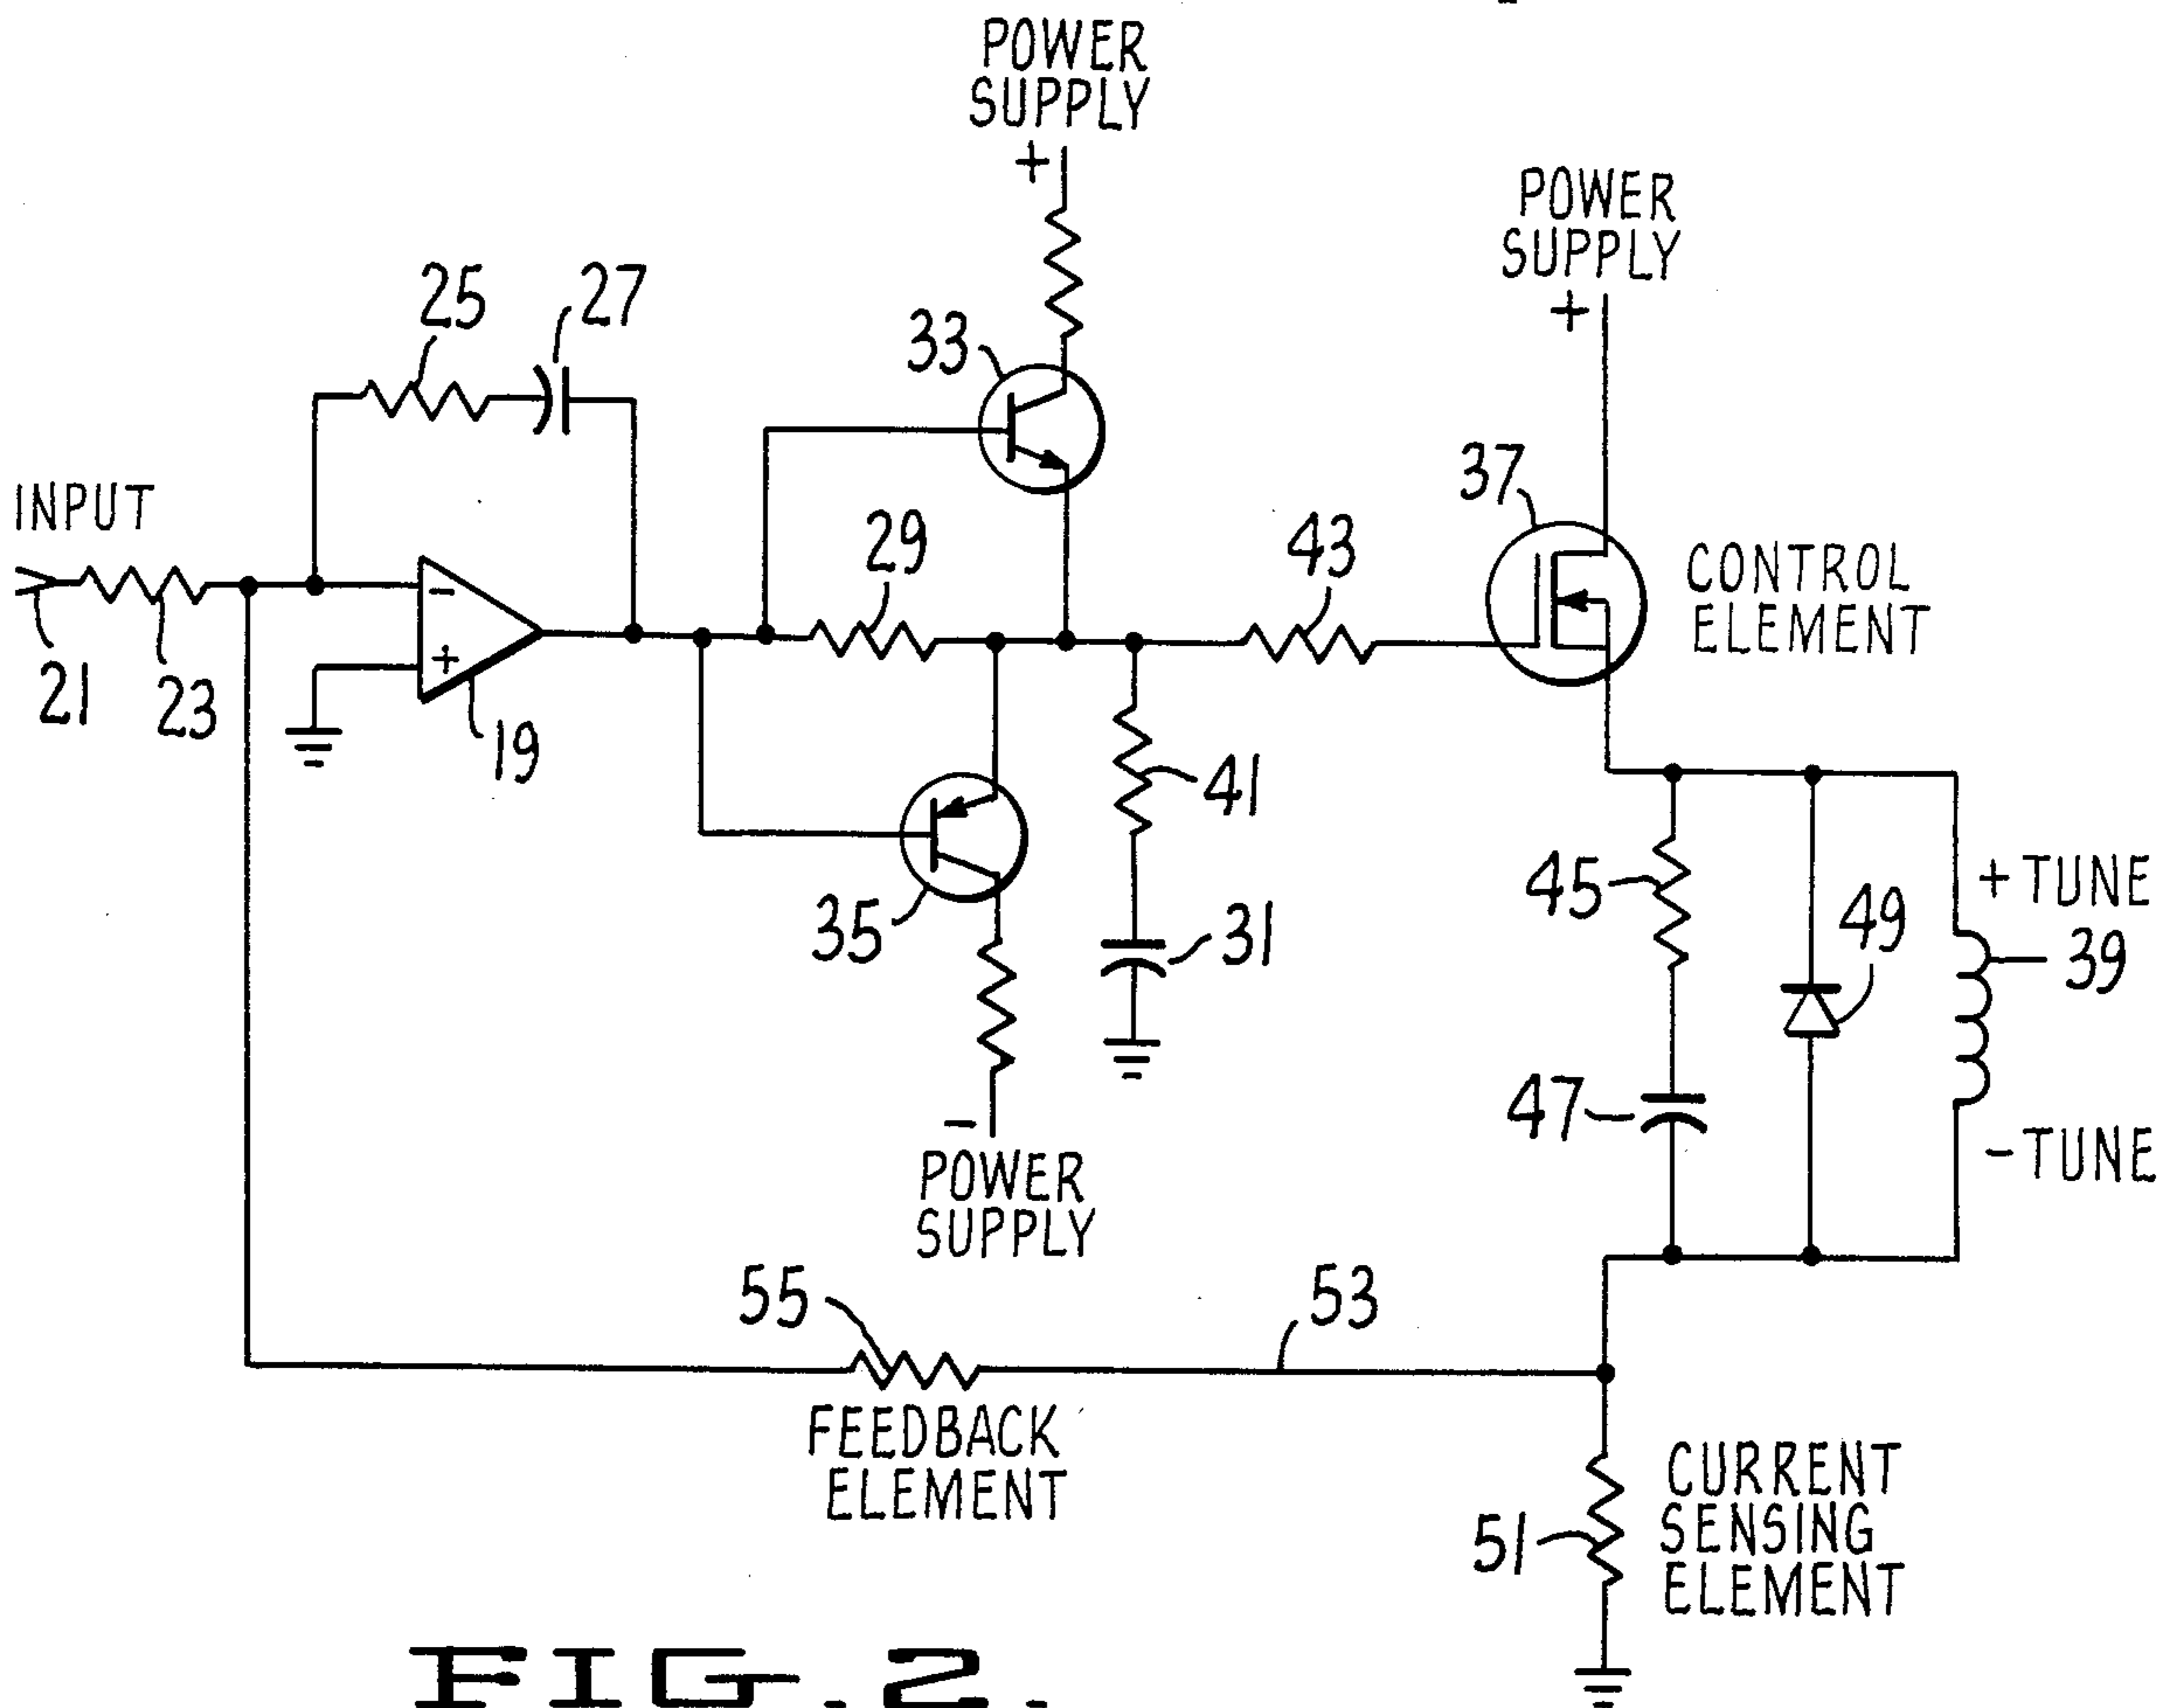 POWER
SUPPLY
+
POWER
SUPPLY
+
25
27
33
37
INPUT
29
43
CONTROL
ELEMENT
21
23
-
+
19
41
35
31
45
49
+ TUNE
39
47
- TUNE
-
POWER
SUPPLY
55
53
FEEDBACK
ELEMENT
51
CURRENT
SENSING
ELEMENT
FIG.2.